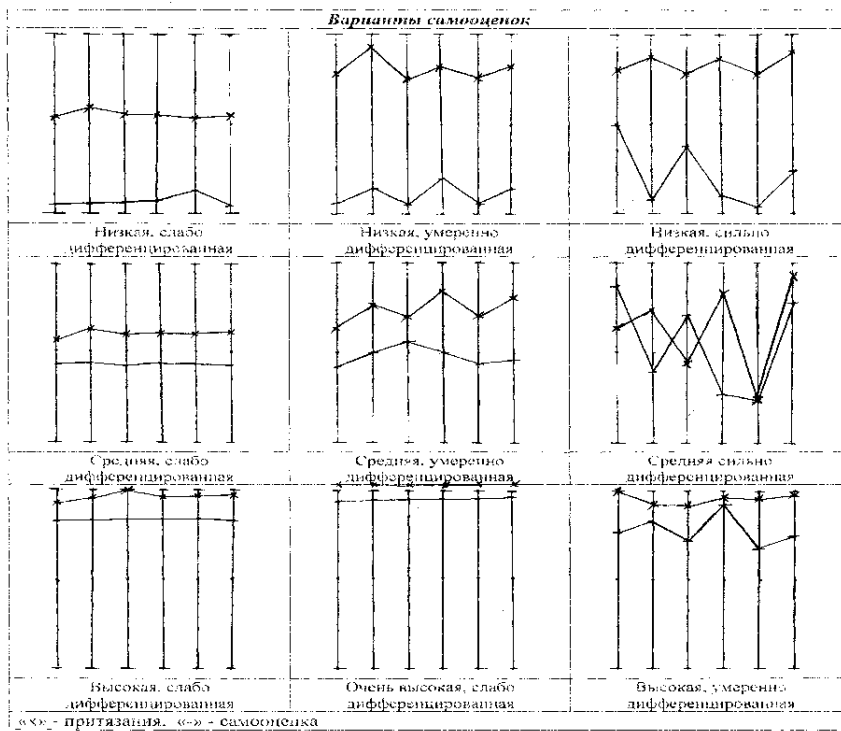 Варианты самооценок
Низкая, слабо
дифференцированная
Низкая, умеренно
дифференцированная
Низкая, сильно
дифференцированная
Средняя, слабо
дифференцированная
Средняя, умеренно
дифференцированная
Средняя сильно
дифференцированная
Высокая, слабо
дифференцированная
Очень высокая, слабо
дифференцированная
Высокая, умеренно
дифференцированная
«×» - притязания, «-» - самооценка